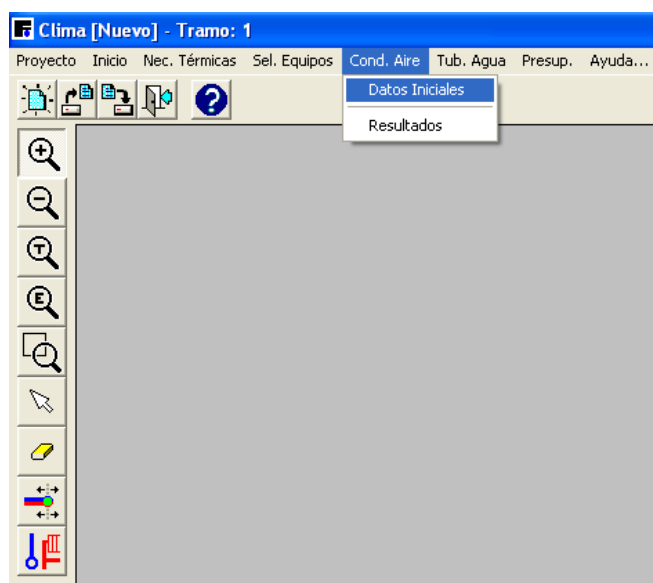 Clima [Nuevo] - Tramo: 1
Proyecto Inicio Nec. Térmicas Sel. Equipos Cond. Aire Tub. Agua Presup. Ayuda...
Datos Iniciales
Resultados
T
E